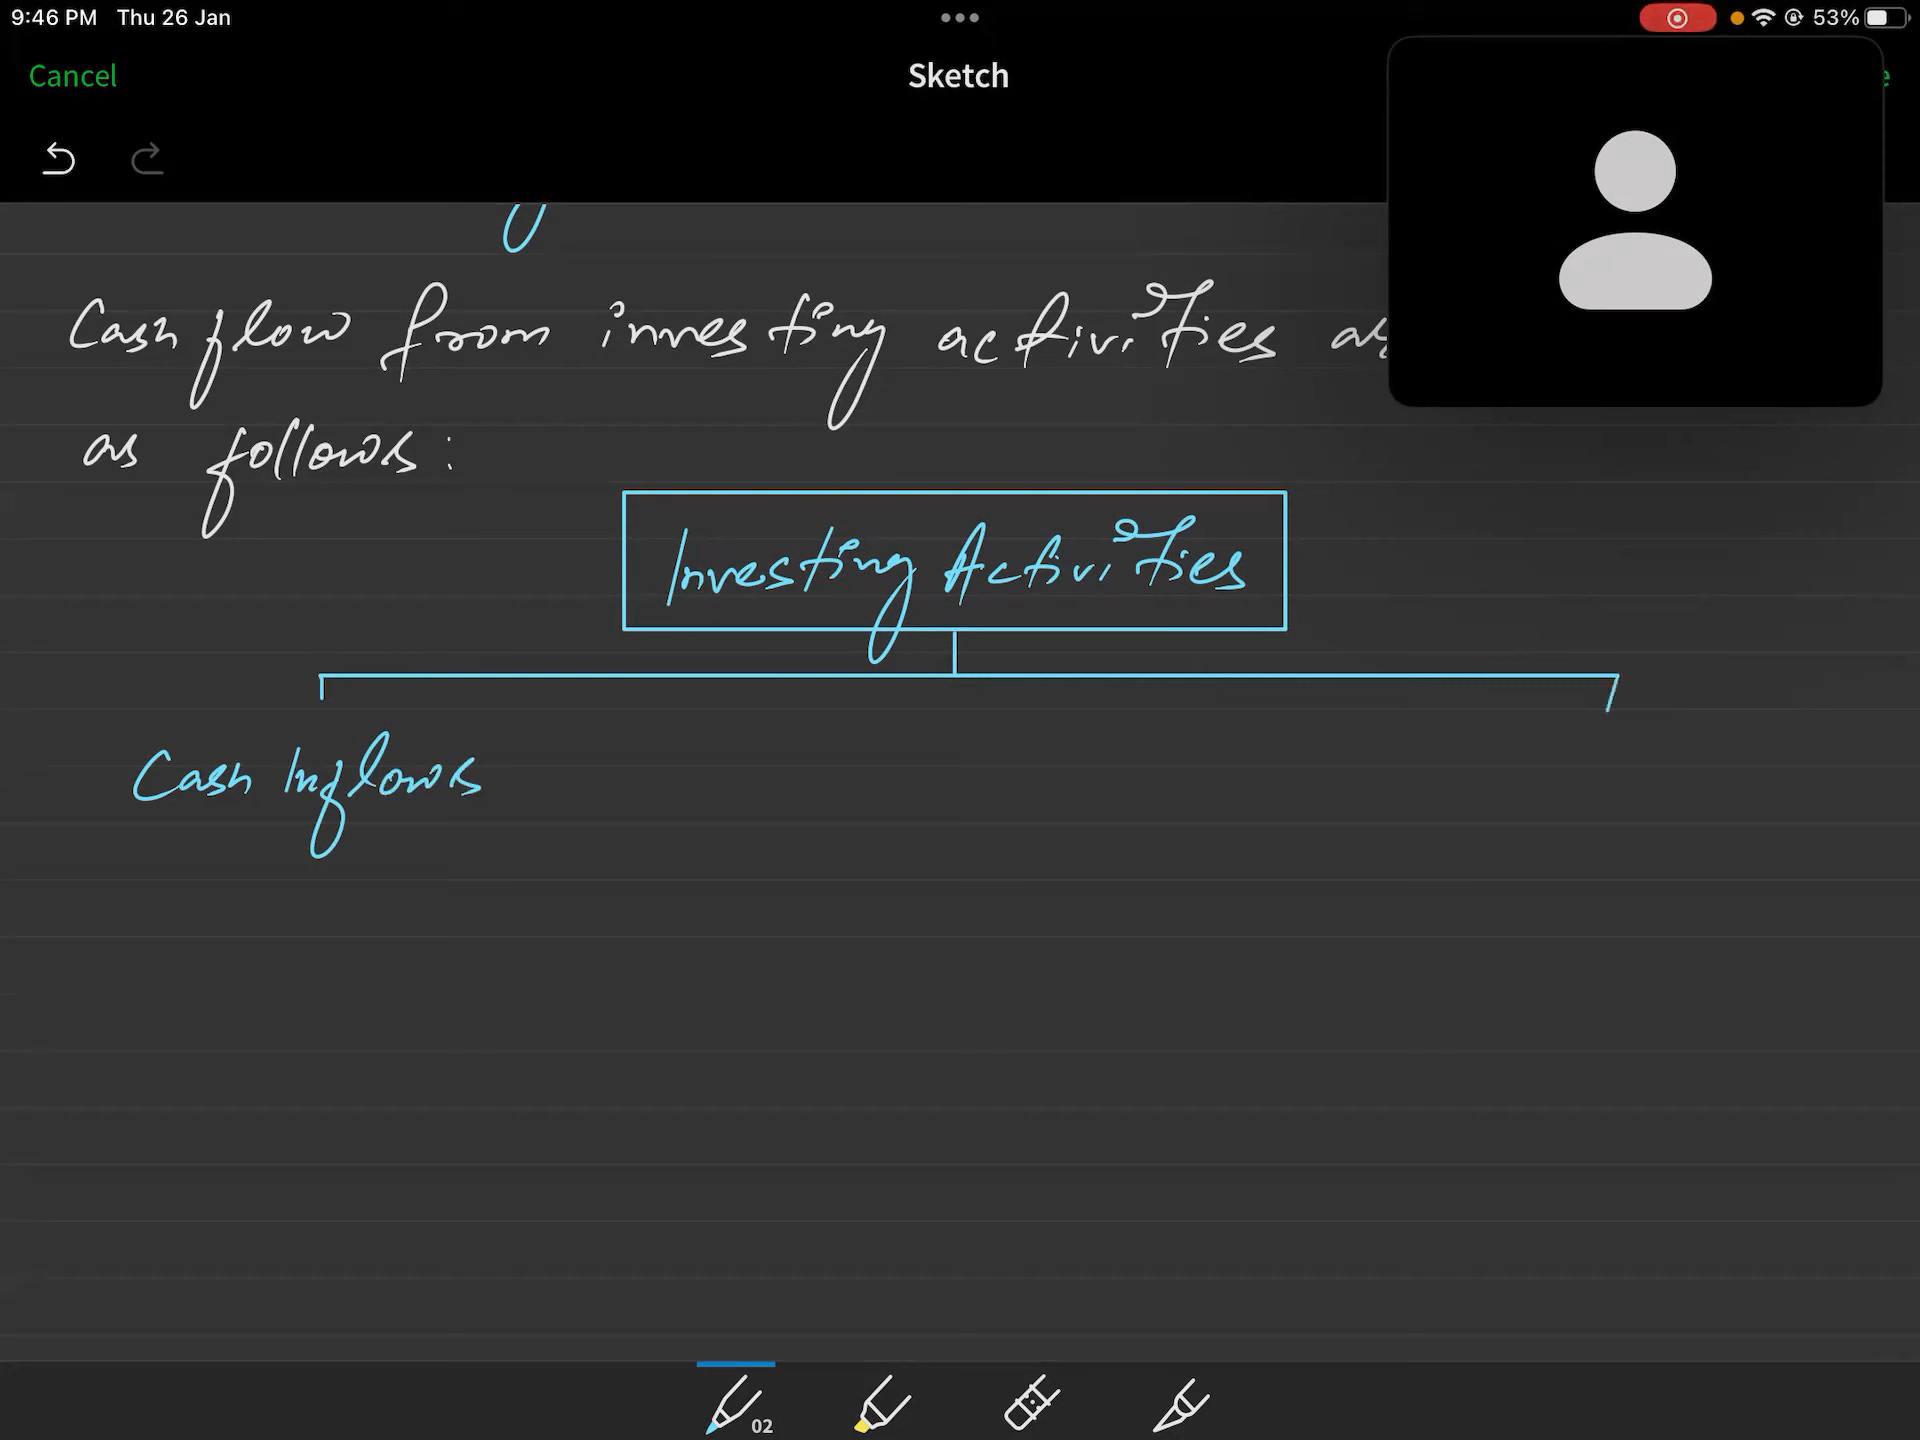 9:46 PM Thu 26 Jan
53%
Cancel
Sketch
Cash flow from investing activities
as follows:
Investing Activities
Cash Inflows
02